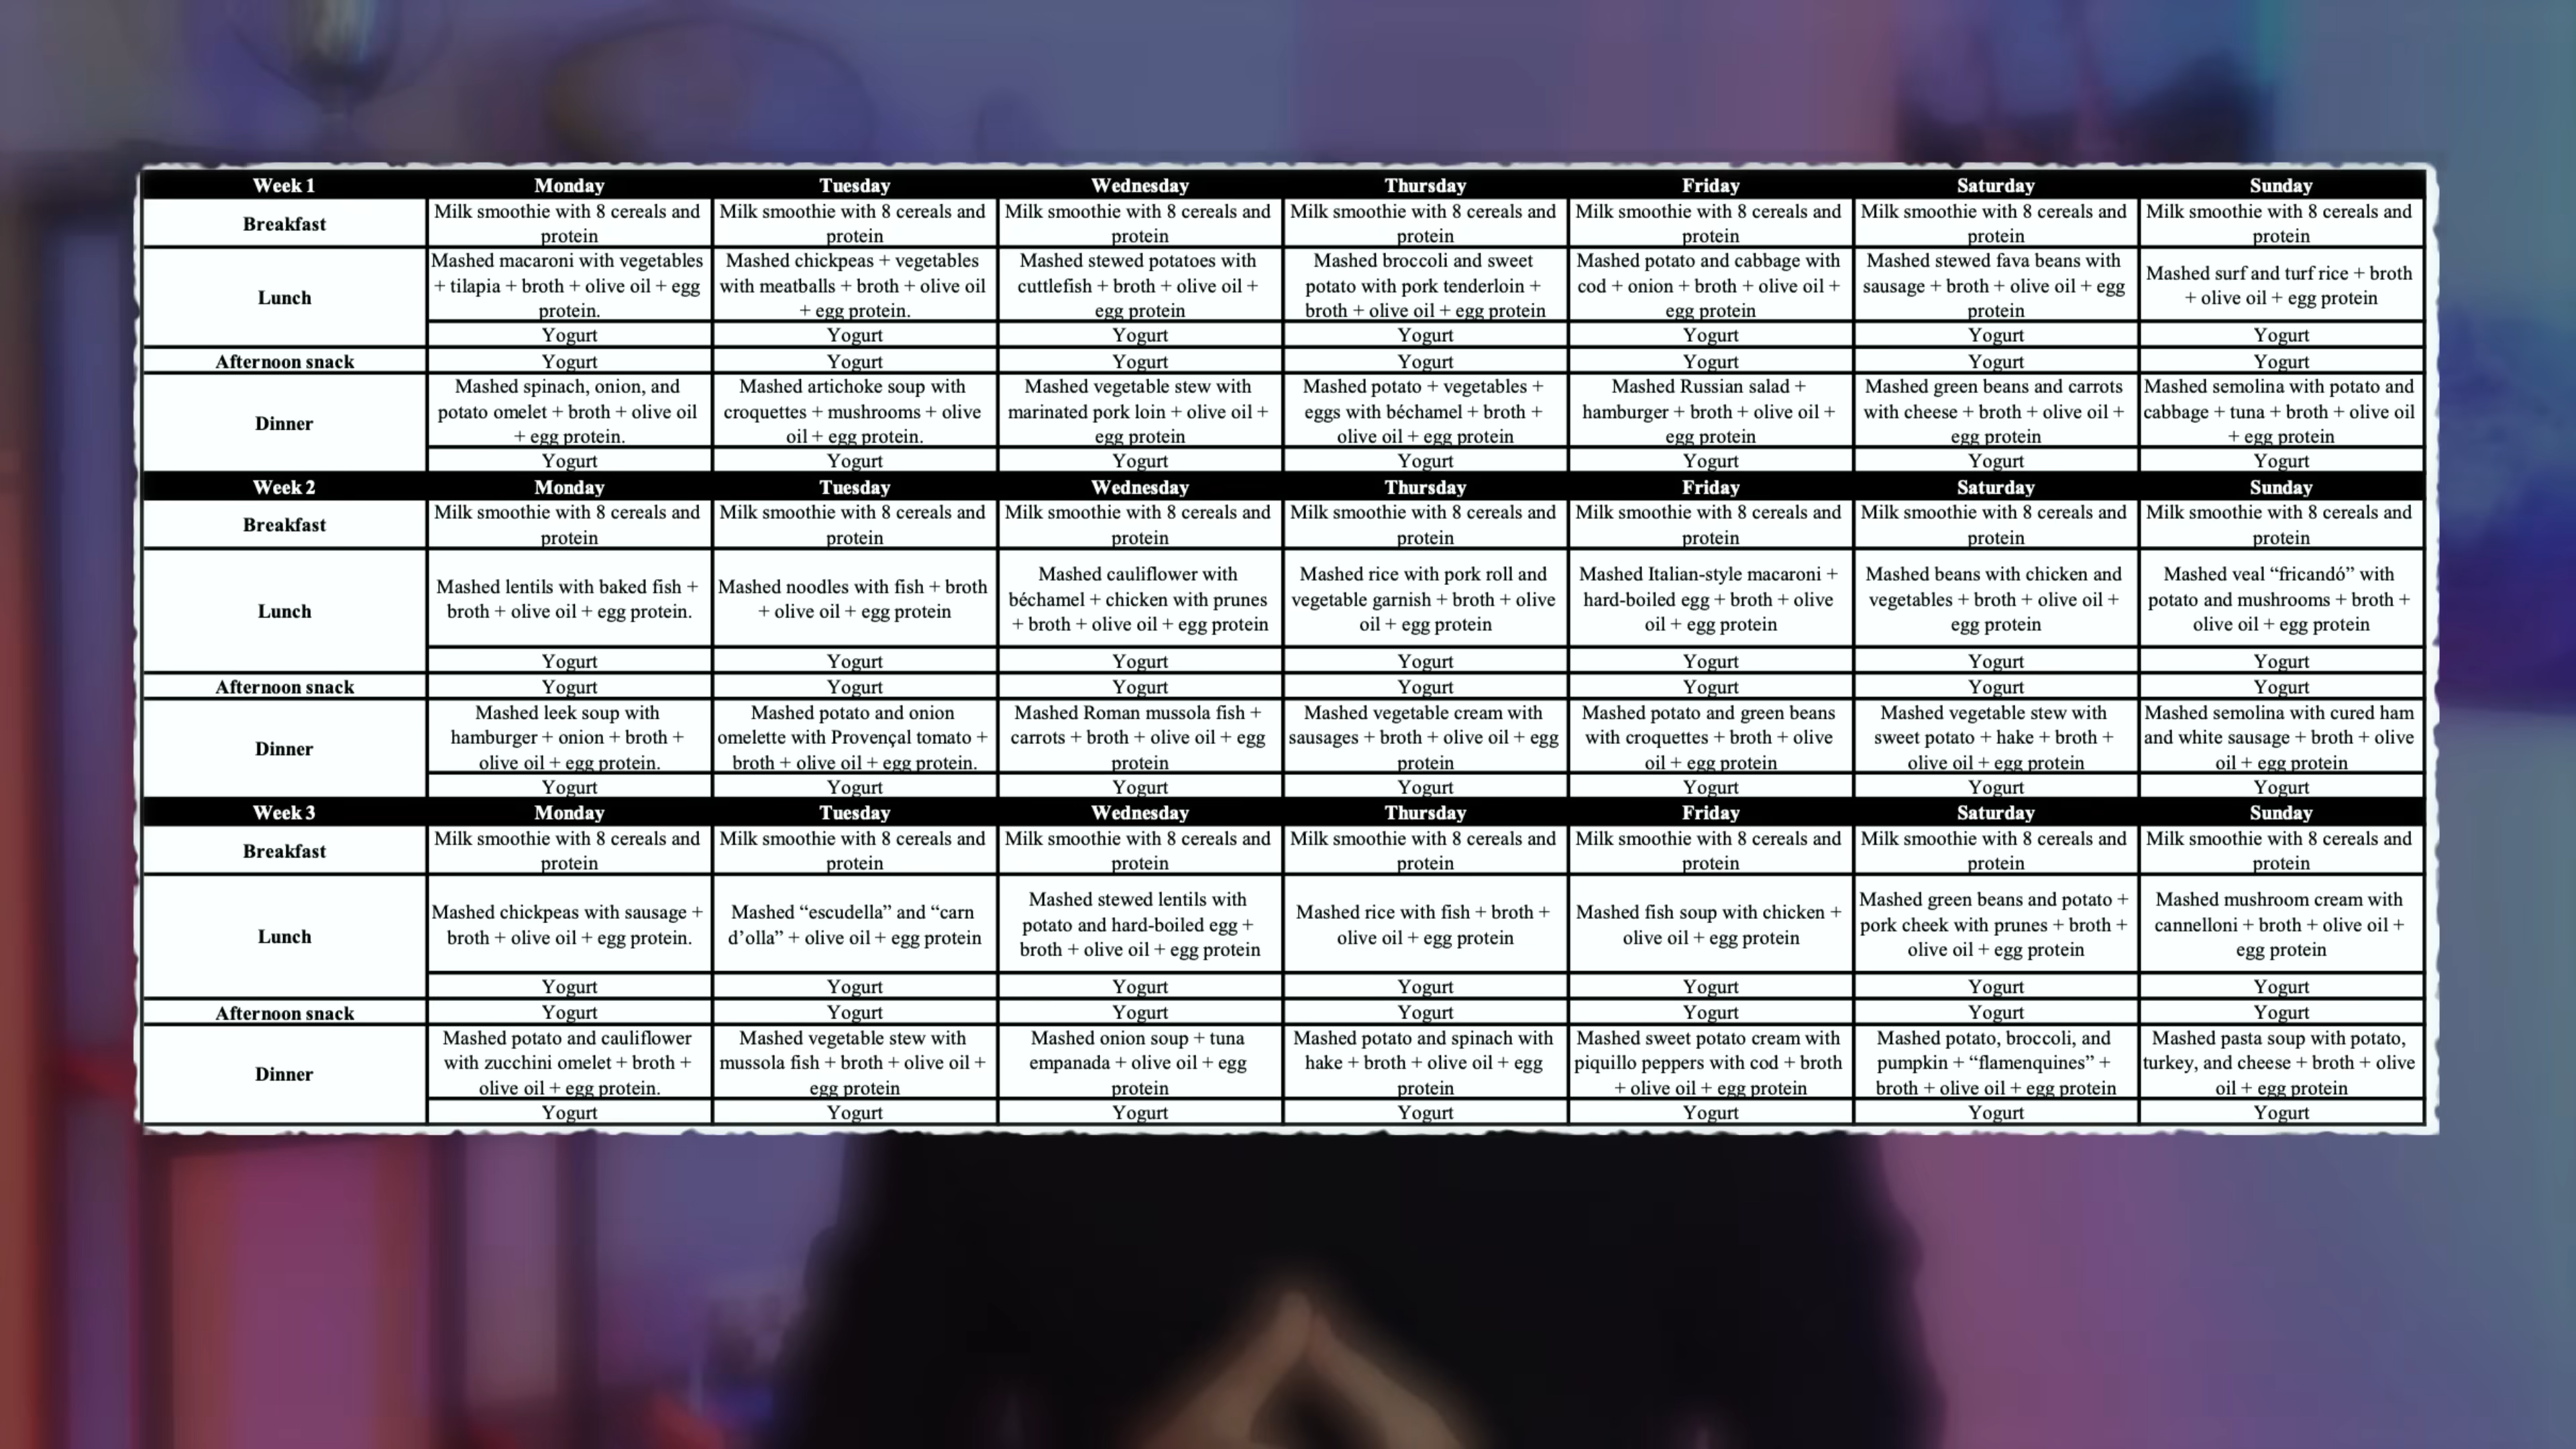 Week 1 Monday Tuesday Wednesday Thursday Friday Saturday Sunday
Breakfast
Milk smoothie with 8 cereals and
protein
Milk smoothie with 8 cereals and
protein
Milk smoothie with 8 cereals and
protein
Milk smoothie with 8 cereals and
protein
Milk smoothie with 8 cereals and
protein
Milk smoothie with 8 cereals and
protein
Milk smoothie with 8 cereals and
protein
Lunch
Mashed macaroni with vegetables
+ tilapia + broth + olive oil + egg
protein.
Mashed chickpeas + vegetables
with meatballs + broth + olive oil
+ egg protein.
Mashed stewed potatoes with
cuttlefish + broth + olive oil +
egg protein
Mashed broccoli and sweet
potato with pork tenderloin +
broth + olive oil + egg protein
Mashed potato and cabbage with
cod + onion + broth + olive oil +
egg protein
Mashed stewed fava beans with
sausage + broth + olive oil + egg
protein
Mashed surf and turf rice + broth
+ olive oil + egg protein
Yogurt Yogurt Yogurt Yogurt Yogurt Yogurt Yogurt
Afternoon snack Yogurt Yogurt Yogurt Yogurt Yogurt Yogurt Yogurt
Dinner
Mashed spinach, onion, and
potato omelet + broth + olive oil
+ egg protein.
Mashed artichoke soup with
croquettes + mushrooms + olive
oil + egg protein.
Mashed vegetable stew with
marinated pork loin + olive oil +
egg protein
Mashed potato + vegetables +
eggs with béchamel + broth +
olive oil + egg protein
Mashed Russian salad +
hamburger + broth + olive oil +
egg protein
Mashed green beans and carrots
with cheese + broth + olive oil +
egg protein
Mashed semolina with potato and
cabbage + tuna + broth + olive oil
+ egg protein
Yogurt Yogurt Yogurt Yogurt Yogurt Yogurt Yogurt
Week 2 Monday Tuesday Wednesday Thursday Friday Saturday Sunday
Breakfast
Milk smoothie with 8 cereals and
protein
Milk smoothie with 8 cereals and
protein
Milk smoothie with 8 cereals and
protein
Milk smoothie with 8 cereals and
protein
Milk smoothie with 8 cereals and
protein
Milk smoothie with 8 cereals and
protein
Milk smoothie with 8 cereals and
protein
Lunch
Mashed lentils with baked fish +
broth + olive oil + egg protein.
Mashed noodles with fish + broth
+ olive oil + egg protein
Mashed cauliflower with
béchamel + chicken with prunes
+ broth + olive oil + egg protein
Mashed rice with pork roll and
vegetable garnish + broth + olive
oil + egg protein
Mashed Italian-style macaroni +
hard-boiled egg + broth + olive
oil + egg protein
Mashed beans with chicken and
vegetables + broth + olive oil +
egg protein
Mashed veal “fricandó” with
potato and mushrooms + broth +
olive oil + egg protein
Yogurt Yogurt Yogurt Yogurt Yogurt Yogurt Yogurt
Afternoon snack Yogurt Yogurt Yogurt Yogurt Yogurt Yogurt Yogurt
Dinner
Mashed leek soup with
hamburger + onion + broth +
olive oil + egg protein.
Mashed potato and onion
omelette with Provençal tomato +
broth + olive oil + egg protein.
Mashed Roman mussola fish +
carrots + broth + olive oil + egg
protein
Mashed vegetable cream with
sausages + broth + olive oil + egg
protein
Mashed potato and green beans
with croquettes + broth + olive
oil + egg protein
Mashed vegetable stew with
sweet potato + hake + broth +
olive oil + egg protein
Mashed semolina with cured ham
and white sausage + broth + olive
oil + egg protein
Yogurt Yogurt Yogurt Yogurt Yogurt Yogurt Yogurt
Week 3 Monday Tuesday Wednesday Thursday Friday Saturday Sunday
Breakfast
Milk smoothie with 8 cereals and
protein
Milk smoothie with 8 cereals and
protein
Milk smoothie with 8 cereals and
protein
Milk smoothie with 8 cereals and
protein
Milk smoothie with 8 cereals and
protein
Milk smoothie with 8 cereals and
protein
Milk smoothie with 8 cereals and
protein
Lunch
Mashed chickpeas with sausage +
broth + olive oil + egg protein.
Mashed “escudella” and “carn
d’olla” + olive oil + egg protein
Mashed stewed lentils with
potato and hard-boiled egg +
broth + olive oil + egg protein
Mashed rice with fish + broth +
olive oil + egg protein
Mashed fish soup with chicken +
olive oil + egg protein
Mashed green beans and potato +
pork cheek with prunes + broth +
olive oil + egg protein
Mashed mushroom cream with
cannelloni + broth + olive oil +
egg protein
Yogurt Yogurt Yogurt Yogurt Yogurt Yogurt Yogurt
Afternoon snack Yogurt Yogurt Yogurt Yogurt Yogurt Yogurt Yogurt
Dinner
Mashed potato and cauliflower
with zucchini omelet + broth +
olive oil + egg protein.
Mashed vegetable stew with
mussola fish + broth + olive oil +
egg protein
Mashed onion soup + tuna
empanada + olive oil + egg
protein
Mashed potato and spinach with
hake + broth + olive oil + egg
protein
Mashed sweet potato cream with
piquillo peppers with cod + broth
+ olive oil + egg protein
Mashed potato, broccoli, and
pumpkin + “flamenquines” +
broth + olive oil + egg protein
Mashed pasta soup with potato,
turkey, and cheese + broth + olive
oil + egg protein
Yogurt Yogurt Yogurt Yogurt Yogurt Yogurt Yogurt